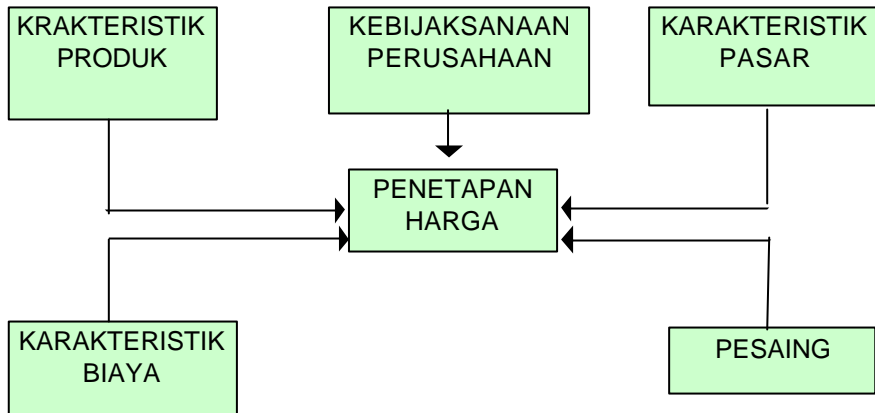 KRAKTERISTIK
PRODUK
KEBIJAKSANAAN
PERUSAHAAN
KARAKTERISTIK
PASAR
PENETAPAN
HARGA
KARAKTERISTIK
BIAYA
PESAING